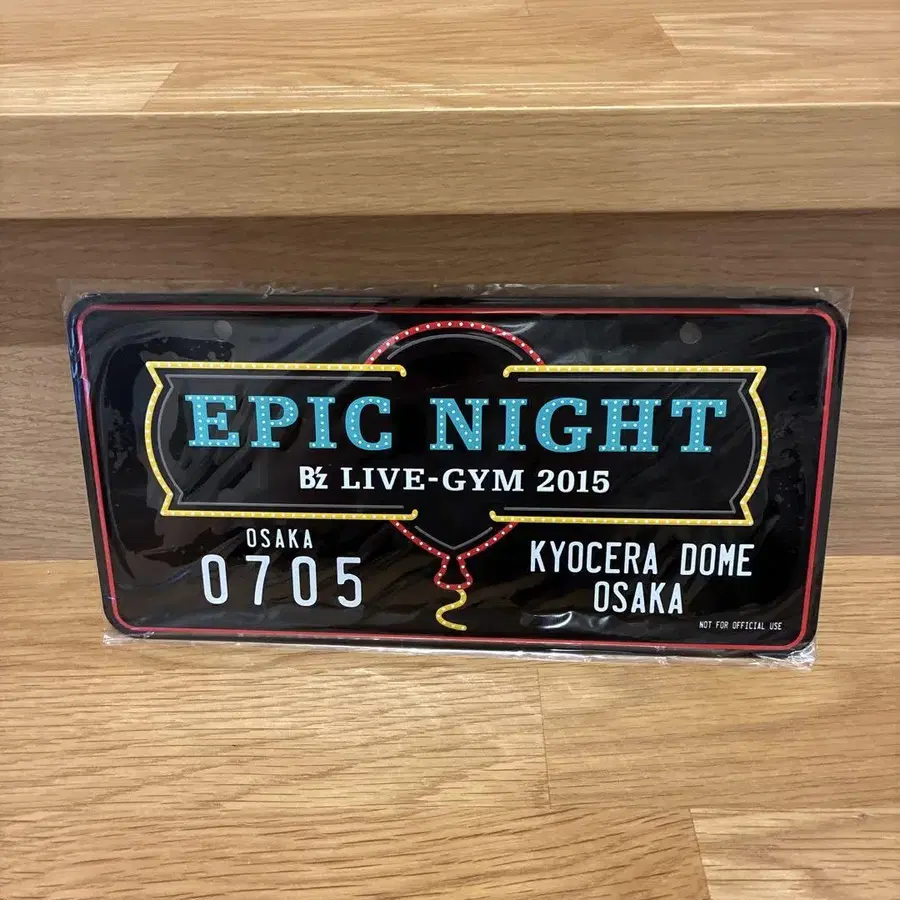 EPIC NIGHT
B'z LIVE-GYM 2015
OSAKA
0705
KYOCERA DOME
OSAKA
NOT FOR OFFICIAL USE